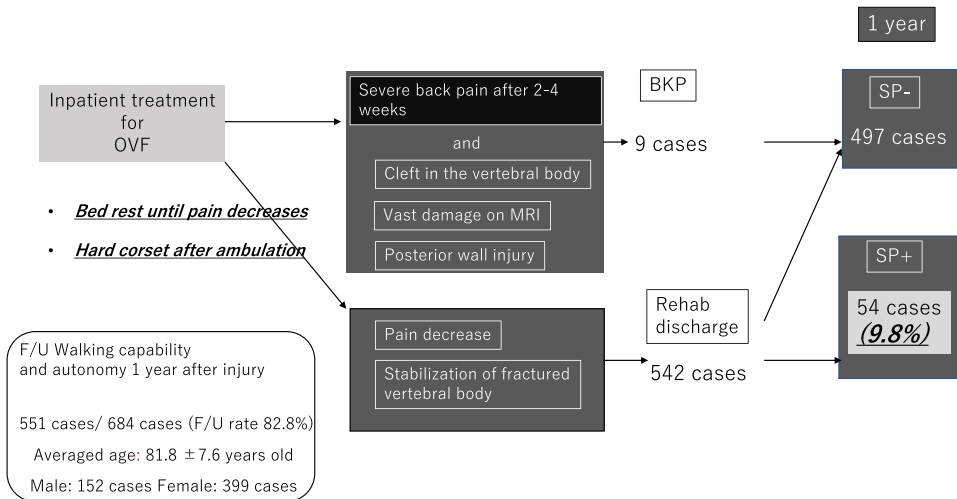 1 year
Inpatient treatment
for
OVF
• Bed rest until pain decreases
• Hard corset after ambulation
Severe back pain after 2-4
weeks
and
Cleft in the vertebral body
Vast damage on MRI
Posterior wall injury
BKP
9 cases
SP-
497 cases
Pain decrease
Stabilization of fractured
vertebral body
Rehab
discharge
542 cases
SP+
54 cases
(9.8%)
F/U Walking capability
and autonomy 1 year after injury
551 cases/ 684 cases (F/U rate 82.8%)
Averaged age: 81.8 ±7.6 years old
Male: 152 cases Female: 399 cases